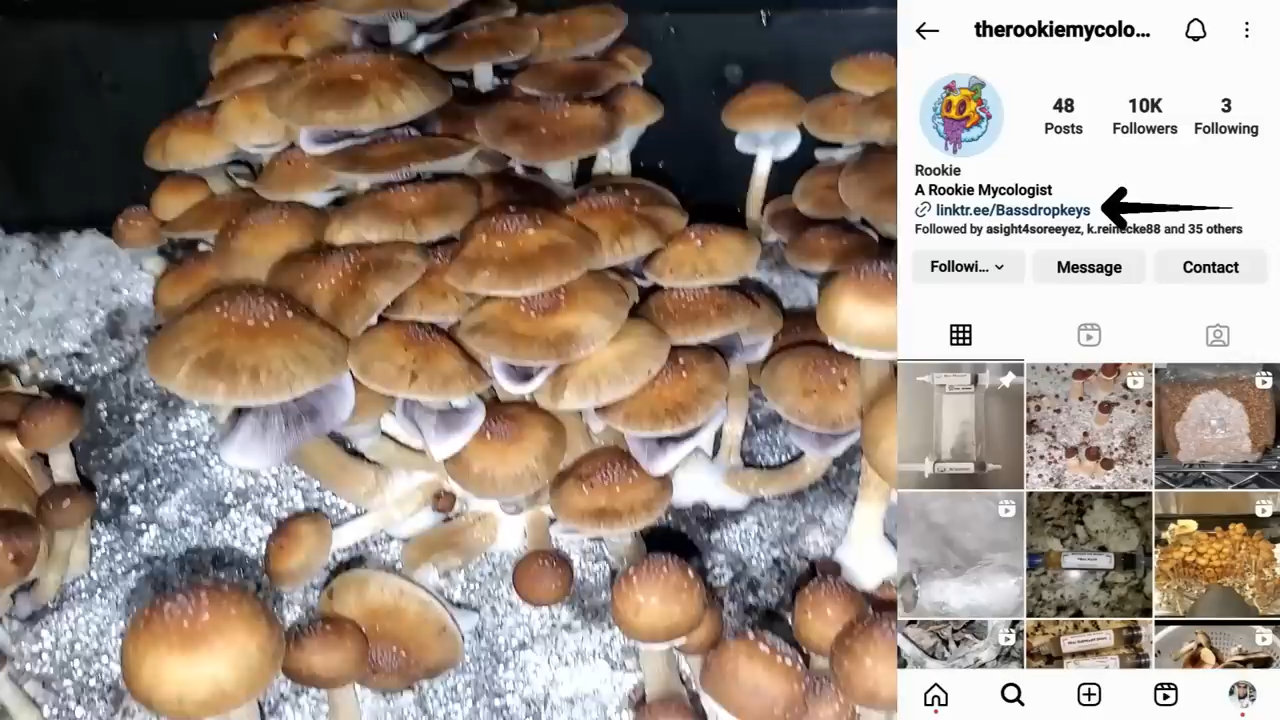 therookiemycolo...
48
10K
3
Posts
Followers
Following
Rookie
A Rookie Mycologist
linktr.ee/Bassdropkeys
Followed by asight4soreeyez, k.reinecke88 and 35 others
Followi...
Message
Contact